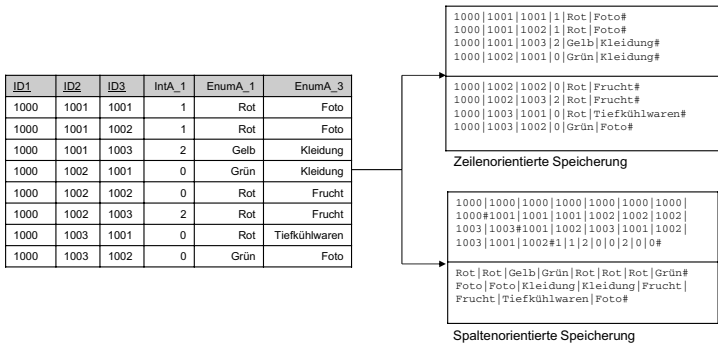 ID1 ID2 ID3 IntA_1 EnumA_1 EnumA_3
1000 1001 1001 1 Rot Foto
1000 1001 1002 1 Rot Foto
1000 1001 1003 2 Gelb Kleidung
1000 1002 1001 0 Grün Kleidung
1000 1002 1002 0 Rot Frucht
1000 1002 1003 2 Rot Frucht
1000 1003 1001 0 Rot Tiefkühlwaren
1000 1003 1002 0 Grün Foto
1000|1001|1001|1|Rot|Foto#
1000|1001|1002|1|Rot|Foto#
1000|1001|1003|2|Gelb|Kleidung#
1000|1002|1001|0|Grün|Kleidung#
1000|1002|1002|0|Rot|Frucht#
1000|1002|1003|2|Rot|Frucht#
1000|1003|1001|0|Rot|Tiefkühlwaren#
1000|1003|1002|0|Grün|Foto#
Zeilenorientierte Speicherung
1000|1000|1000|1000|1000|1000|1000|
1000#1001|1001|1001|1002|1002|1002|
1003|1003#1001|1002|1003|1001|1002|
1003|1001|1002#1|1|2|0|0|2|0|0#
Rot|Rot|Gelb|Grün|Rot|Rot|Rot|Grün#
Foto|Foto|Kleidung|Kleidung|Frucht|
Frucht|Tiefkühlwaren|Foto#
Spaltenorientierte Speicherung